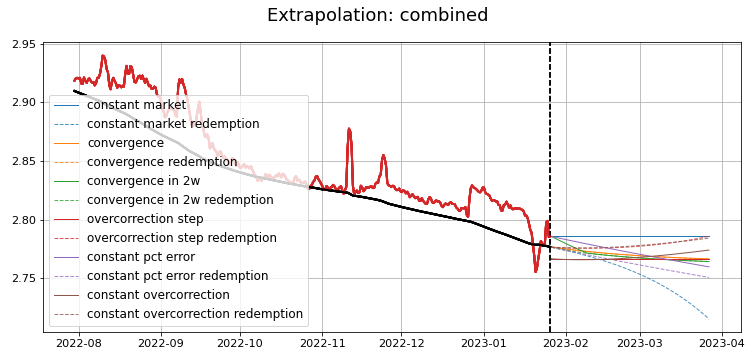 Extrapolation: combined
2.95
2.90
2.85
2.80
2.75
constant market
constant market redemption
convergence
convergence redemption
convergence in 2w
convergence in 2w redemption
overcorrection step
overcorrection step redemption
constant pct error
constant pct error redemption
constant overcorrection
constant overcorrection redemption
2022-08 2022-09 2022-10 2022-11 2022-12 2023-01 2023-02 2023-03 2023-04